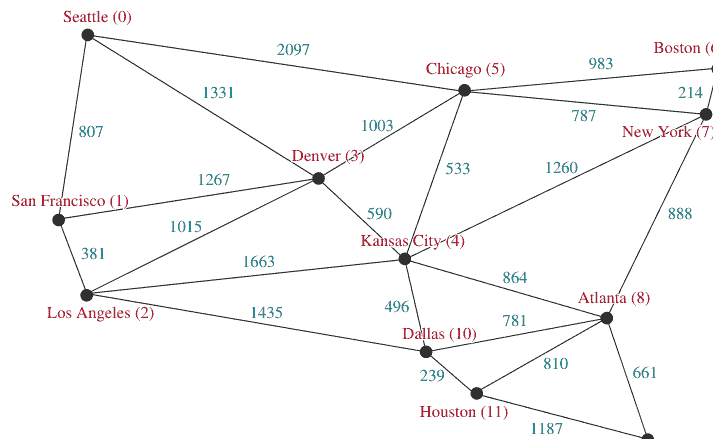 Seattle (0)
2097
Boston (6
983
Chicago (5)
1331
214
787
1003
807
New York (7)
Denver (3)
533
1260
1267
San Francisco (1)
1015
590
888
Kansas City (4)
381
1663
864
Atlanta (8)
Los Angeles (2)
1435
496
781
Dallas (10)
810
239
661
Houston (11)
1187